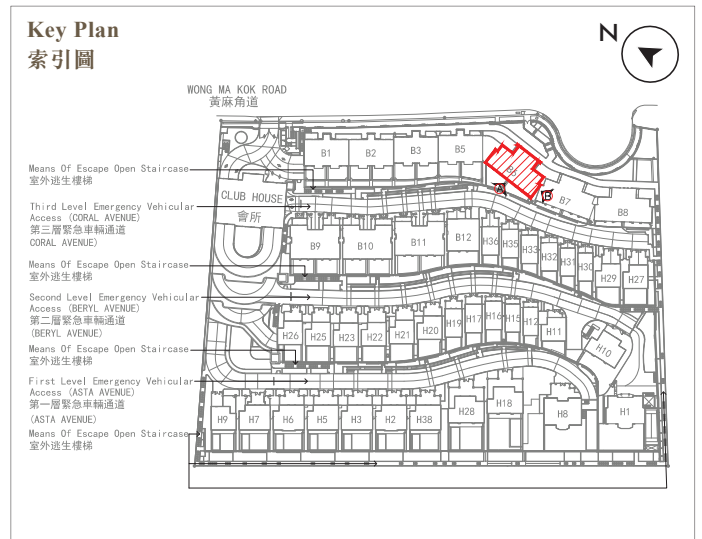 Key Plan
索引圖
N
WONG MA KOK ROAD
黃麻角道
Means Of Escape Open Staircase
室外逃生樓梯
Third Level Emergency Vehicular
Access (CORAL AVENUE)
第三層緊急車輛通道
CORAL AVENUE)
Means Of Escape Open Staircase
室外逃生樓梯
Second Level Emergency Vehicular
Access (BERYL AVENUE)
第二層緊急車輛通道
(BERYL AVENUE)
Means Of Escape Open Staircase
室外逃生樓梯
First Level Emergency Vehicular
Access (ASTA AVENUE)
第一層緊急車輛通道
(ASTA AVENUE)
Means Of Escape Open Staircase
室外逃生樓梯
CLUB HOUSE
會所
B1 B2 B3 B5 B6 B7 B8
A B
B9 B10 B11 B12 H36 H35 H33 H32 H31 H30 H29 H27
H26 H25 H23 H22 H21 H20 H19 H17 H16 H15 H12 H11 H10
H9 H7 H6 H5 H3 H2 H38 H28 H18 H8 H1